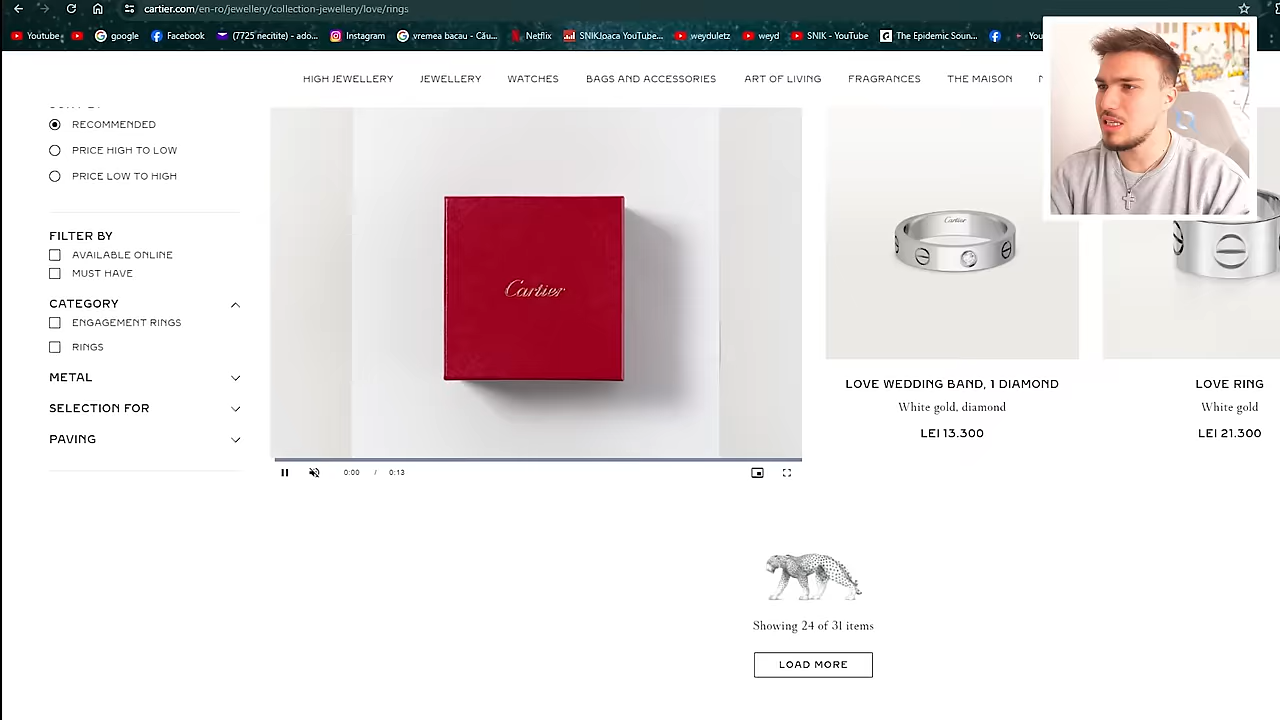 cartier.com/en-ro/jewellery/collection-jewellery/love/rings
Youtube
google
Facebook
(7725 necitite) - ado...
Instagram
vremea bacau - Cău...
Netflix
SNIKJoaca YouTube...
weyduletz
weyd
SNIK - YouTube
The Epidemic Soun...
You
HIGH JEWELLERY JEWELLERY WATCHES BAGS AND ACCESSORIES ART OF LIVING FRAGRANCES THE MAISON
RECOMMENDED
PRICE HIGH TO LOW
PRICE LOW TO HIGH
FILTER BY
AVAILABLE ONLINE
MUST HAVE
CATEGORY
ENGAGEMENT RINGS
RINGS
METAL
SELECTION FOR
PAVING
Cartier
0:00 / 0:13
Cartier
LOVE WEDDING BAND, 1 DIAMOND
White gold, diamond
LEI 13.300
LOVE RING
White gold
LEI 21.300
Showing 24 of 31 items
LOAD MORE